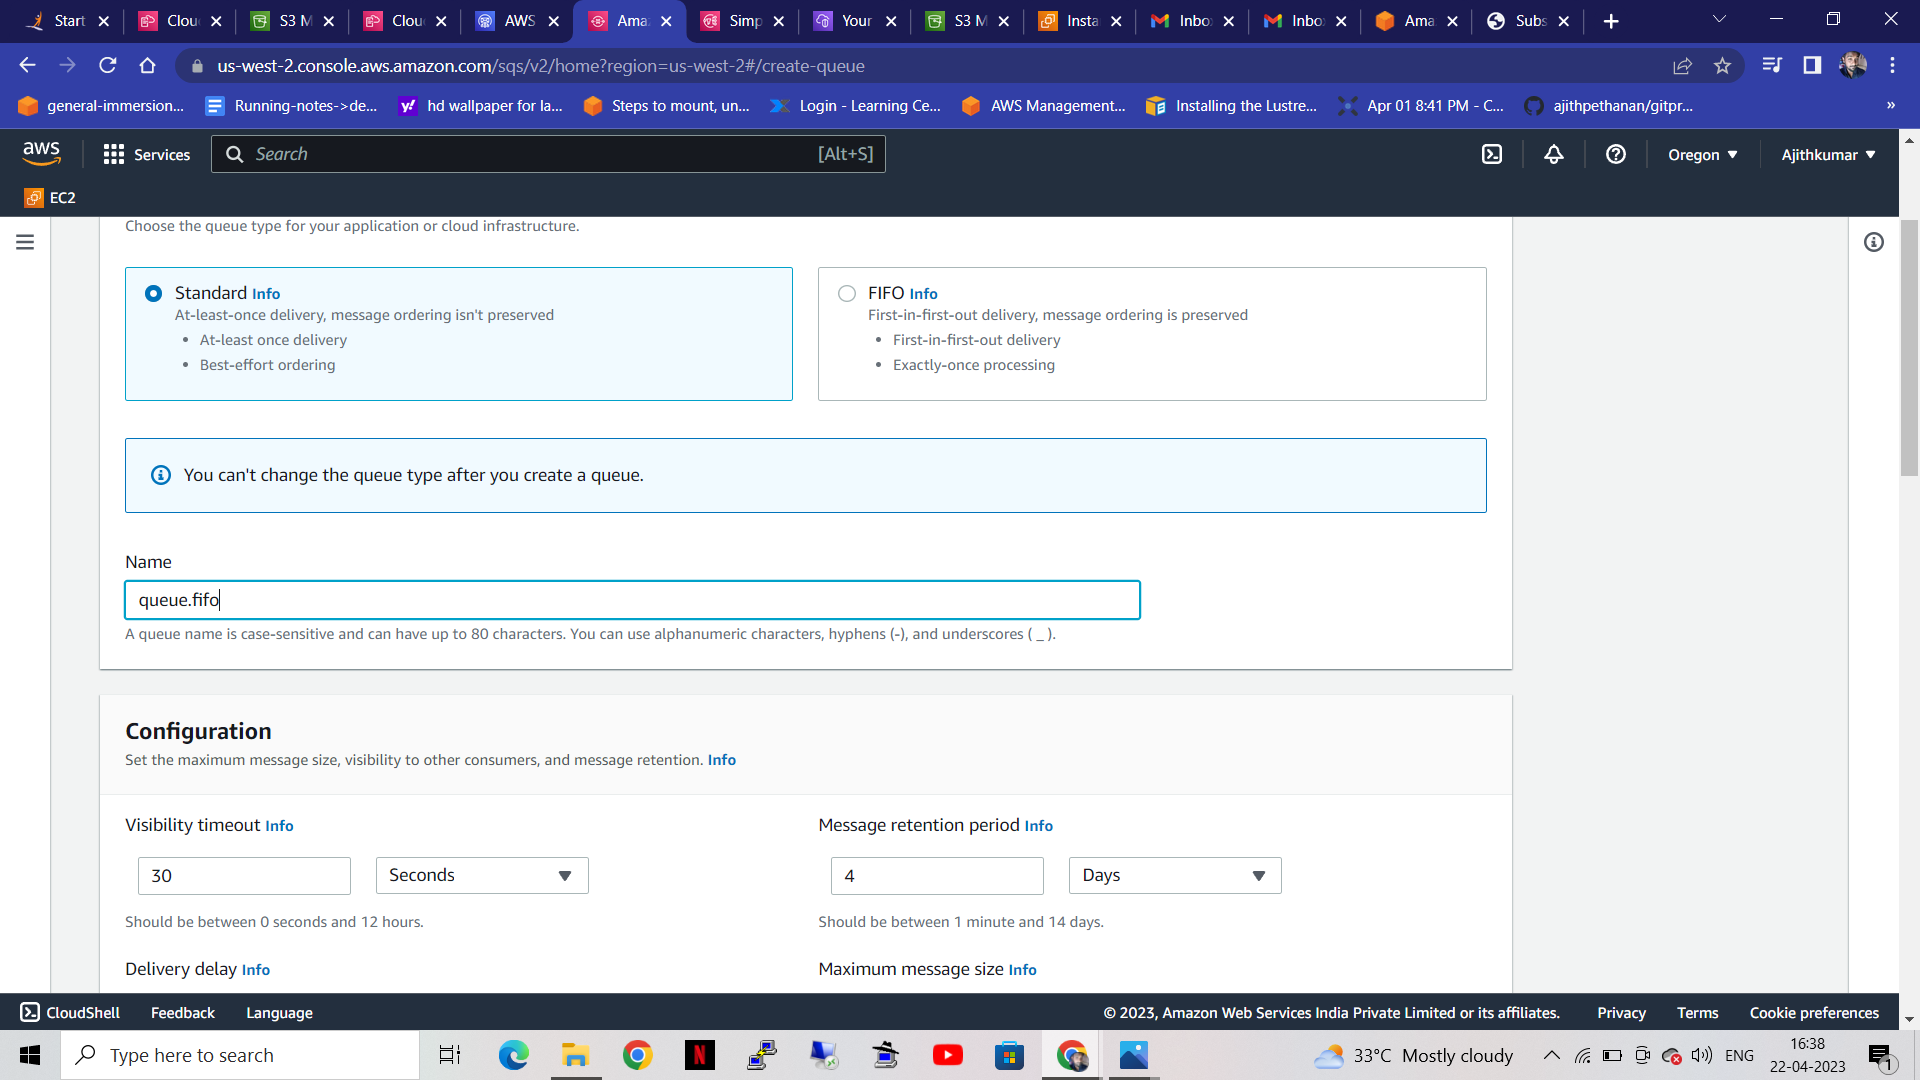 Start
Clou
S3 M
Clou
AWS
Ama
Simp
Your
S3 M
Insta
Inbo
Inbo
Ama
Subs
us-west-2.console.aws.amazon.com/sqs/v2/home?region=us-west-2#/create-queue
general-immersion...
Running-notes->de...
hd wallpaper for la...
Steps to mount, un...
Login - Learning Ce...
AWS Management...
Installing the Lustre...
Apr 01 8:41 PM - C...
ajithpethanan/gitpr...
»
aws
Services
Search
[Alt+S]
Oregon
Ajithkumar
EC2
Choose the queue type for your application or cloud infrastructure.
Standard Info
At-least-once delivery, message ordering isn't preserved
• At-least once delivery
• Best-effort ordering
FIFO Info
First-in-first-out delivery, message ordering is preserved
• First-in-first-out delivery
• Exactly-once processing
You can't change the queue type after you create a queue.
Name
queue.fifo
A queue name is case-sensitive and can have up to 80 characters. You can use alphanumeric characters, hyphens (-), and underscores ( _ ).
Configuration
Set the maximum message size, visibility to other consumers, and message retention. Info
Visibility timeout Info
30
Seconds
Should be between 0 seconds and 12 hours.
Message retention period Info
4
Days
Should be between 1 minute and 14 days.
Delivery delay Info
Maximum message size Info
CloudShell
Feedback
Language
© 2023, Amazon Web Services India Private Limited or its affiliates.
Privacy
Terms
Cookie preferences
Type here to search
N
33°C Mostly cloudy
ENG
16:38
22-04-2023
1